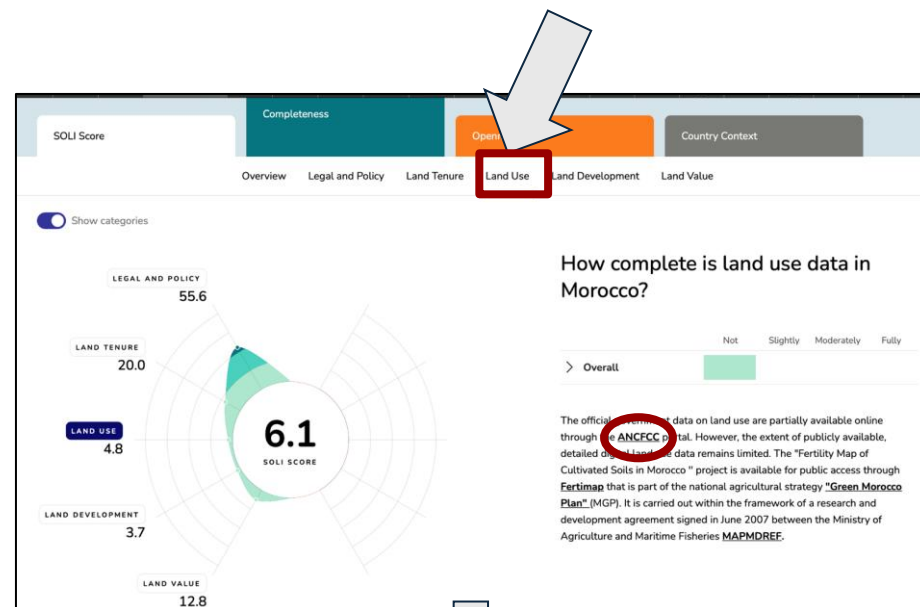 SOLI Score
Completeness
Open
Country Context
Overview Legal and Policy Land Tenure Land Use Land Development Land Value
Show categories
LEGAL AND POLICY
55.6
LAND TENURE
20.0
LAND USE
4.8
LAND DEVELOPMENT
3.7
LAND VALUE
12.8
6.1
SOLI SCORE
How complete is land use data in
Morocco?
Not Slightly Moderately Fully
Overall
The official government data on land use are partially available online
through the ANCFCC portal. However, the extent of publicly available,
detailed digital land use data remains limited. The "Fertility Map of
Cultivated Soils in Morocco " project is available for public access through
Fertimap that is part of the national agricultural strategy "Green Morocco
Plan" (MGP). It is carried out within the framework of a research and
development agreement signed in June 2007 between the Ministry of
Agriculture and Maritime Fisheries MAPMDREF.